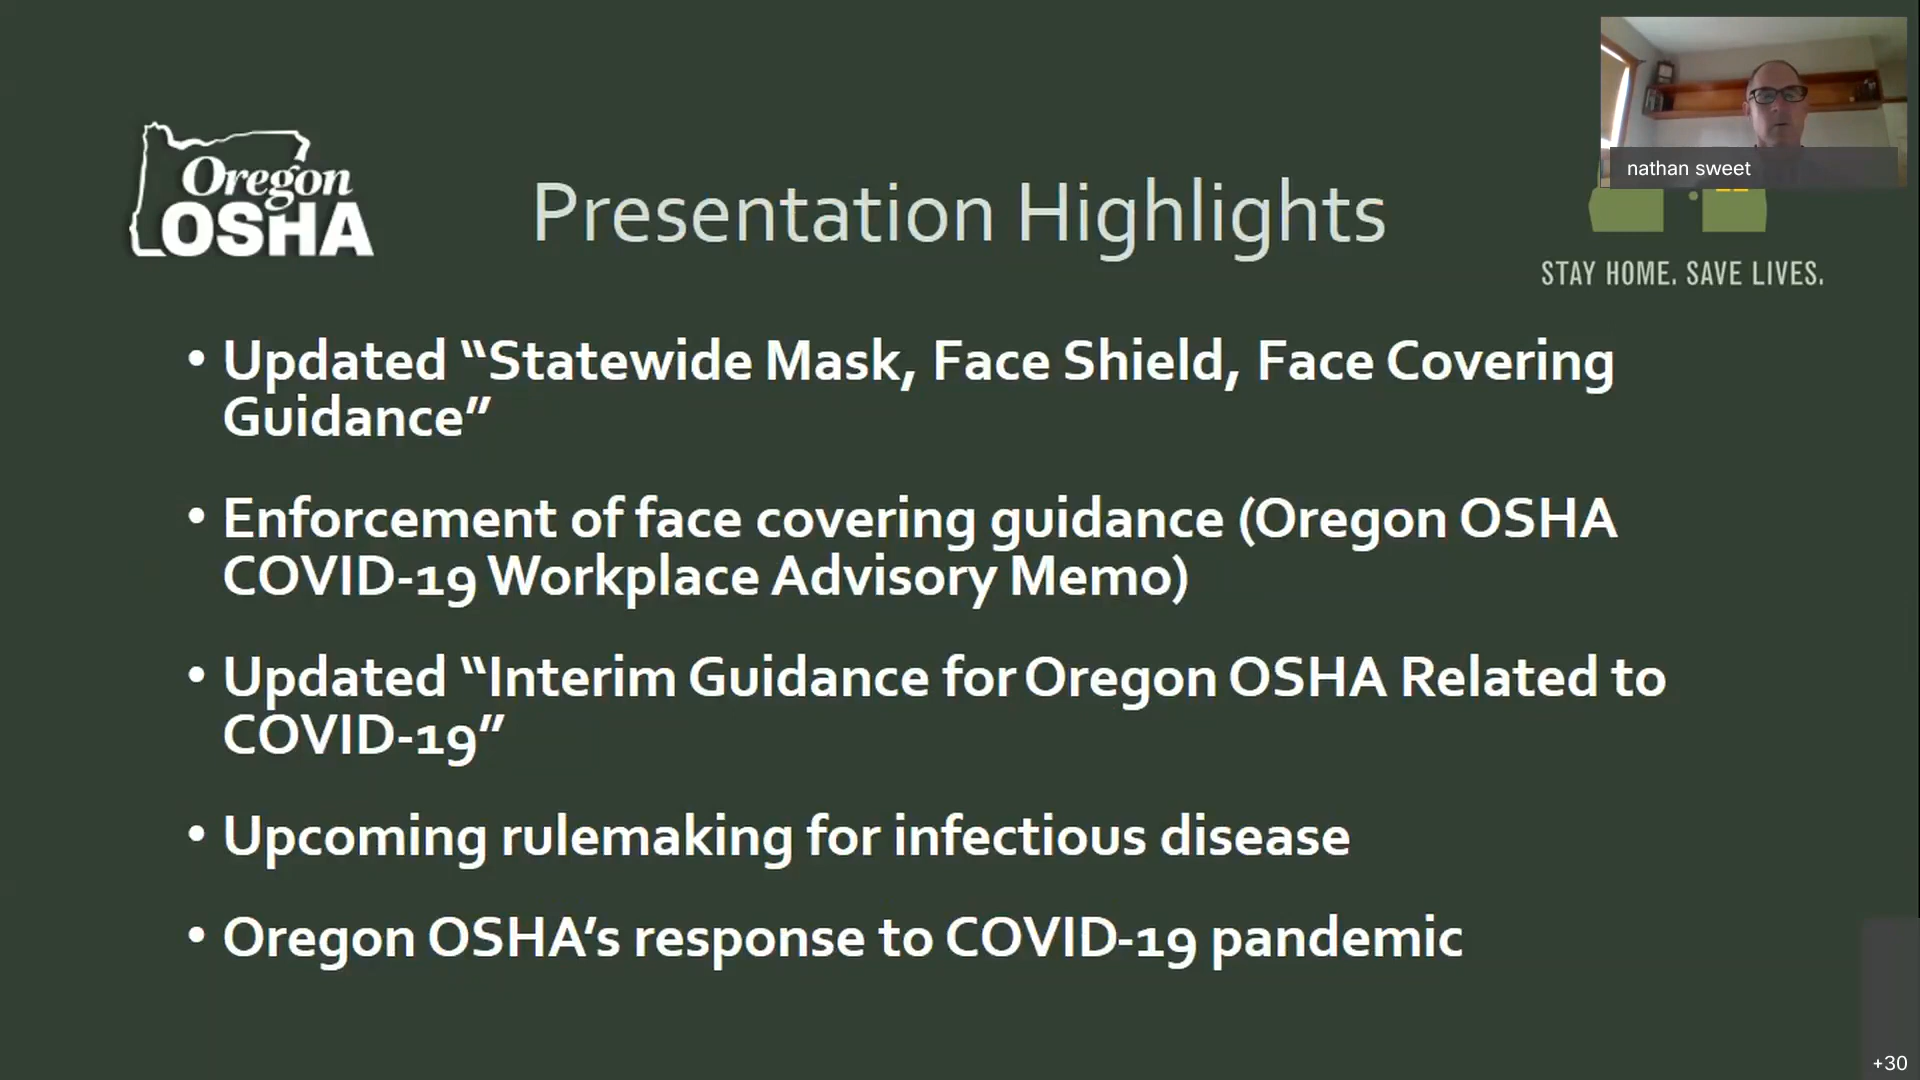 nathan sweet
Oregon
OSHA
Presentation Highlights
STAY HOME. SAVE LIVES.
• Updated “Statewide Mask, Face Shield, Face Covering
Guidance”
• Enforcement of face covering guidance (Oregon OSHA
COVID-19 Workplace Advisory Memo)
• Updated “Interim Guidance for Oregon OSHA Related to
COVID-19”
• Upcoming rulemaking for infectious disease
• Oregon OSHA’s response to COVID-19 pandemic
+30